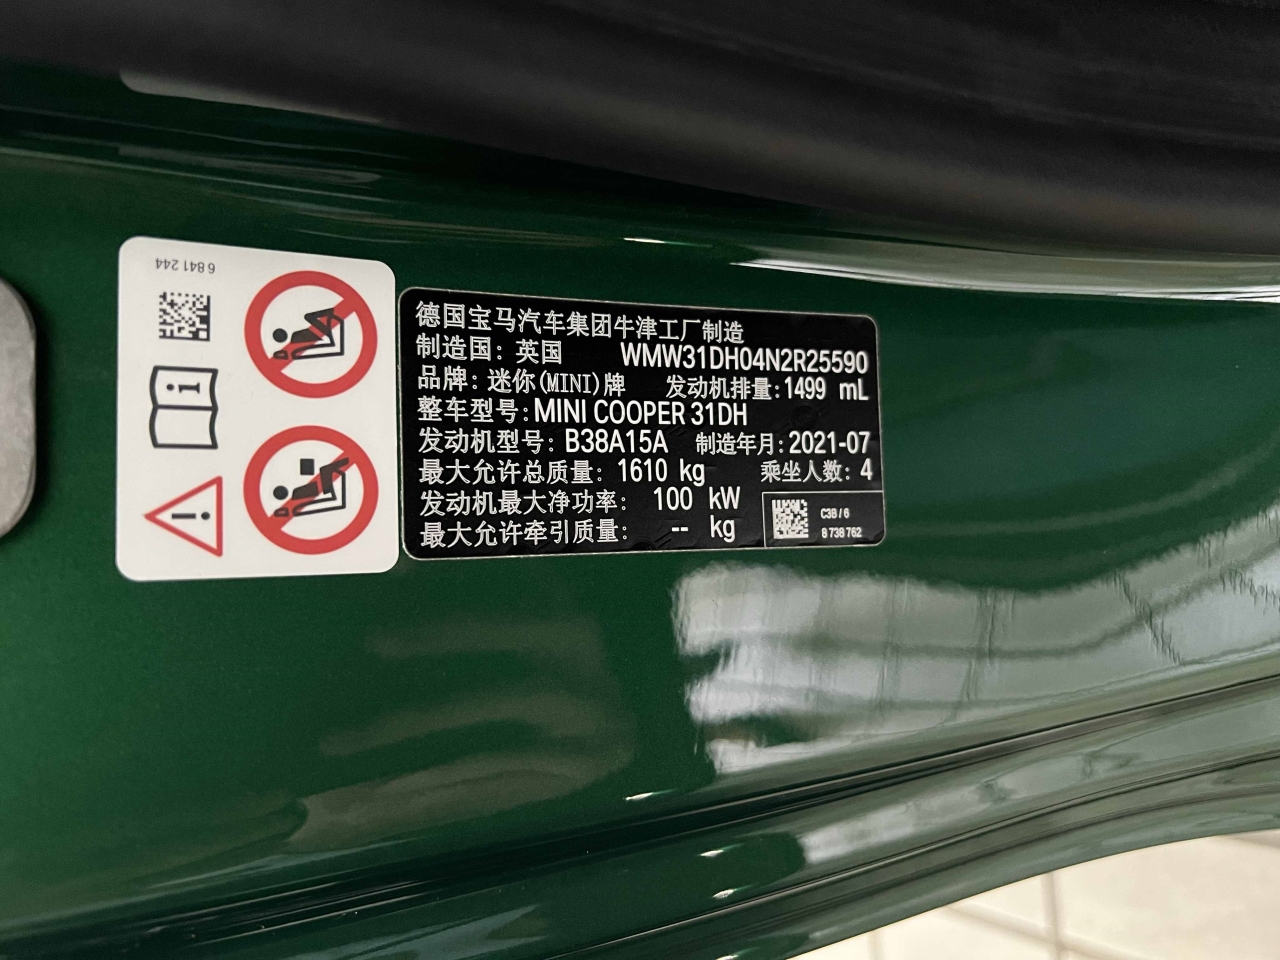 6 841 244
德国宝马汽车集团牛津工厂制造
制造国: 英国 WMW31DH04N2R25590
品牌: 迷你(MINI)牌 发动机排量: 1499 mL
整车型号: MINI COOPER 31DH
发动机型号: B38A15A 制造年月: 2021-07
最大允许总质量: 1610 kg 乘坐人数: 4
发动机最大净功率: 100 kW
最大允许牵引质量: -- kg
C3B / 6
8 738 762